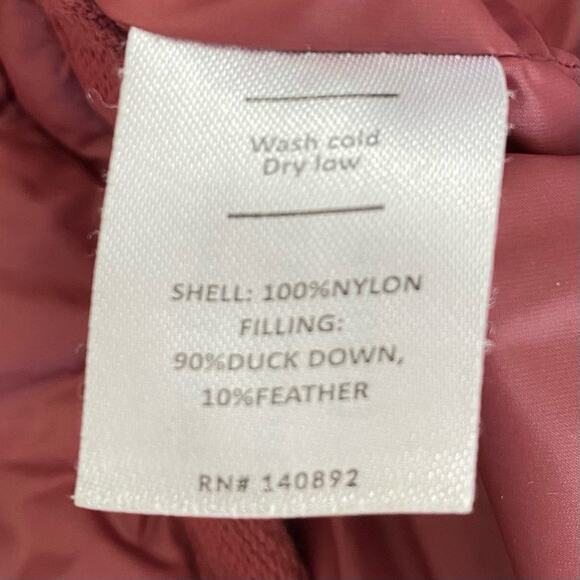 Wash cold
Dry low
SHELL: 100%NYLON
FILLING:
90%DUCK DOWN,
10%FEATHER
RN# 140892